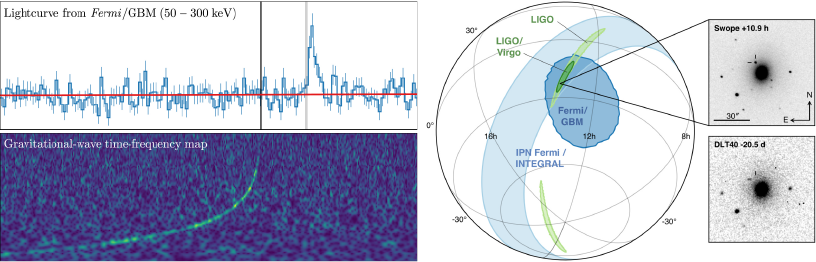 Lightcurve from Fermi/GBM (50 – 300 keV)
Gravitational-wave time-frequency map
LIGO
LIGO/
Virgo
Fermi/
GBM
IPN Fermi /
INTEGRAL
30°
30°
0°
16h
12h
8h
-30°
-30°
Swope +10.9 h
N
30"
E
DLT40 -20.5 d